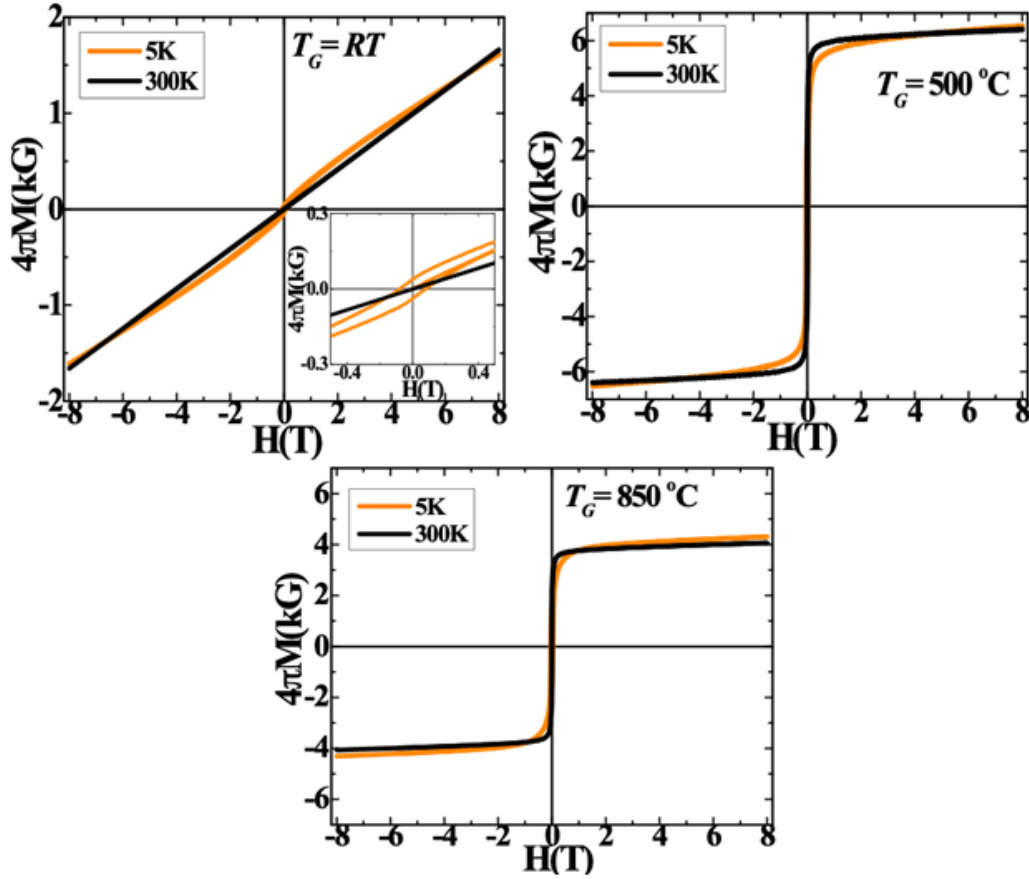 2
1
0
-1
-2
4πM(kG)
5K
300K
T_G = RT
-8 -6 -4 -2 0 2 4 6 8
H(T)
0.3
0.0
-0.3
4πM(kG)
-0.4 0.0 0.4
H(T)
6
4
2
0
-2
-4
-6
4πM(kG)
5K
300K
T_G = 500 °C
-8 -6 -4 -2 0 2 4 6 8
H(T)
6
4
2
0
-2
-4
-6
4πM(kG)
5K
300K
T_G = 850 °C
-8 -6 -4 -2 0 2 4 6 8
H(T)